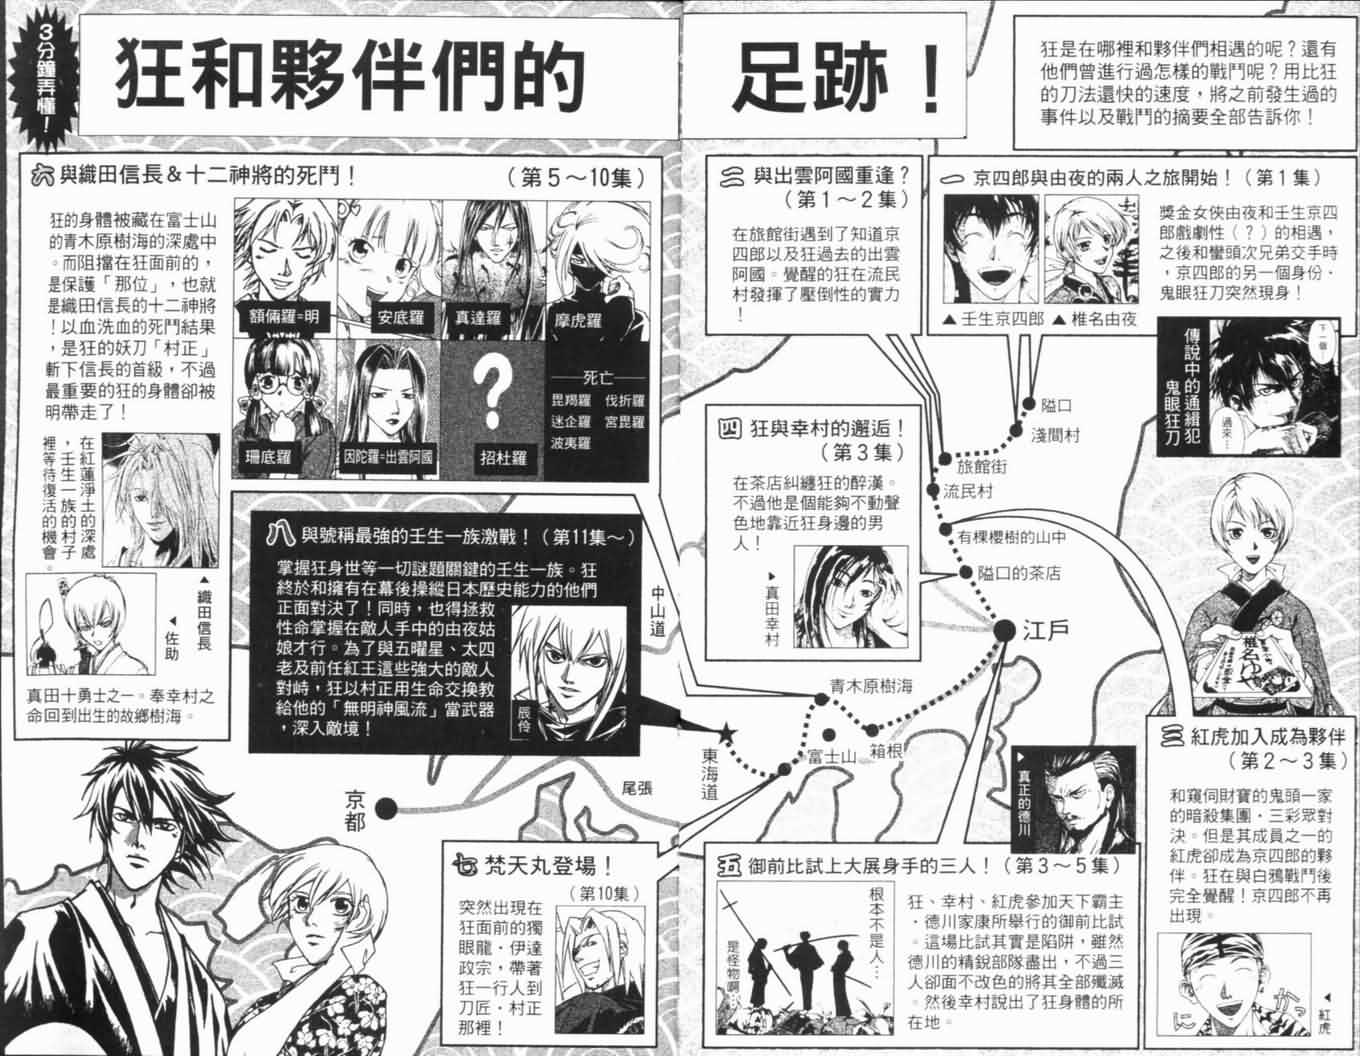 3分鐘弄懂！
狂和夥伴們的
足跡！
狂是在哪裡和夥伴們相遇的呢？還有
他們曾進行過怎樣的戰鬥呢？用比狂
的刀法還快的速度，將之前發生過的
事件以及戰鬥的摘要全部告訴你！
一 京四郎與由夜的兩人之旅開始！（第1集）
▲壬生京四郎
▲椎名由夜
獎金女俠由夜和壬生京四
郎戲劇性（？）的相遇，
之後和蠻頭次兄弟交手時
，京四郎的另一個身份、
鬼眼狂刀突然現身！
傳說中的通緝犯
鬼眼狂刀
下一個…
過來…
二 與出雲阿國重逢？
（第1～2集）
在旅館街遇到了知道京
四郎以及狂過去的出雲
阿國。覺醒的狂在流民
村發揮了壓倒性的實力
！
三 紅虎加入成為夥伴
（第2～3集）
和窺伺財寶的鬼頭一家
的暗殺集團・三彩眾對
決。但是其成員之一的
紅虎卻成為京四郎的夥
伴。狂在與白鴉戰鬥後
完全覺醒！京四郎不再
出現。
▲紅虎
に
かっ
椎名ゆ
四 狂與幸村的邂逅！
（第3集）
在茶店糾纏狂的醉漢。
不過他是個能夠不動聲
色地靠近狂身邊的男
人！
▲真田幸村
隘口
淺間村
旅館街
流民村
有棵櫻樹的山中
隘口的茶店
江戶
青木原樹海
富士山
箱根
東海道
中山道
尾張
京都
五 御前比試上大展身手的三人！（第3～5集）
▲真正的德川
根本不是人…
是怪物啊…
狂、幸村、紅虎參加天下霸主
・德川家康所舉行的御前比試
。這場比試其實是陷阱，雖然
德川的精銳部隊盡出，不過三
人卻面不改色的將其全部殲滅
。然後幸村說出了狂身體的所
在地。
六 與織田信長＆十二神將的死鬥！
（第5～10集）
狂的身體被藏在富士山
的青木原樹海的深處中
。而阻擋在狂面前的，
是保護「那位」，也就
是織田信長的十二神將
！以血洗血的死鬥結果
，是狂的妖刀「村正」
斬下信長的首級，不過
最重要的狂的身體卻被
明帶走了！
額倆羅=明
安底羅
真達羅
摩虎羅
珊底羅
因陀羅=出雲阿國
？
招杜羅
死亡
毘羯羅 伐折羅
迷企羅 宮毘羅
波夷羅
在紅蓮淨土的深處
，壬生一族的村子
裡等待復活的機會。
▲織田信長
▲佐助
真田十勇士之一。奉幸村之
命回到出生的故鄉樹海。
七 梵天丸登場！
（第10集）
突然出現在
狂面前的獨
眼龍・伊達
政宗，帶著
狂一行人到
刀匠・村正
那裡！
八 與號稱最強的壬生一族激戰！（第11集～）
掌握狂身世等一切謎題關鍵的壬生一族。狂
終於和擁有在幕後操縱日本歷史能力的他們
正面對決了！同時，也得拯救
性命掌握在敵人手中的由夜姑
娘才行。為了與五曜星、太四
老及前任紅王這些強大的敵人
對峙，狂以村正用生命交換教
給他的「無明神風流」當武器
，深入敵境！
辰伶